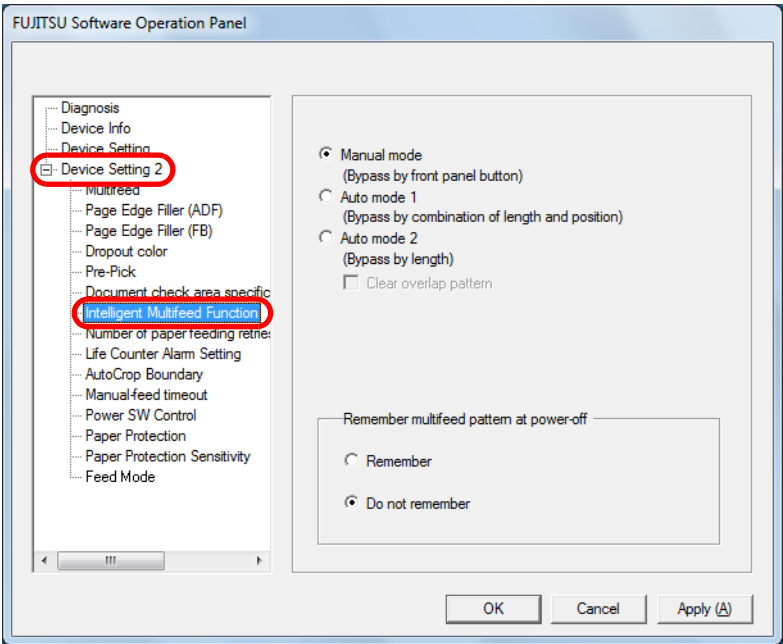 FUJITSU Software Operation Panel
Diagnosis
Device Info
Device Setting
Device Setting 2
Multifeed
Page Edge Filler (ADF)
Page Edge Filler (FB)
Dropout color
Pre-Pick
Document check area specific
Intelligent Multifeed Function
Number of paper feeding retries
Life Counter Alarm Setting
AutoCrop Boundary
Manual-feed timeout
Power SW Control
Paper Protection
Paper Protection Sensitivity
Feed Mode
Manual mode
(Bypass by front panel button)
Auto mode 1
(Bypass by combination of length and position)
Auto mode 2
(Bypass by length)
Clear overlap pattern
Remember multifeed pattern at power-off
Remember
Do not remember
OK
Cancel
Apply (A)